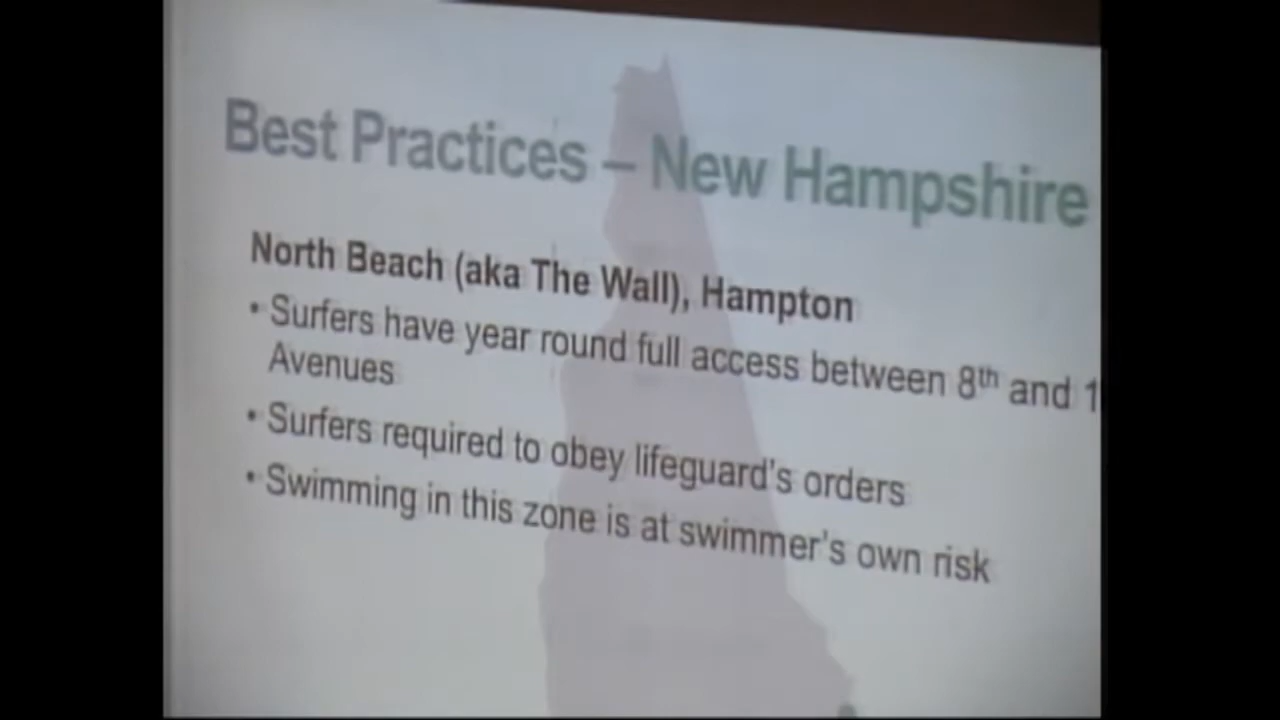 Best Practices – New Hampshire
North Beach (aka The Wall), Hampton
• Surfers have year round full access between 8th and
Avenues
• Surfers required to obey lifeguard's orders
• Swimming in this zone is at swimmer's own risk